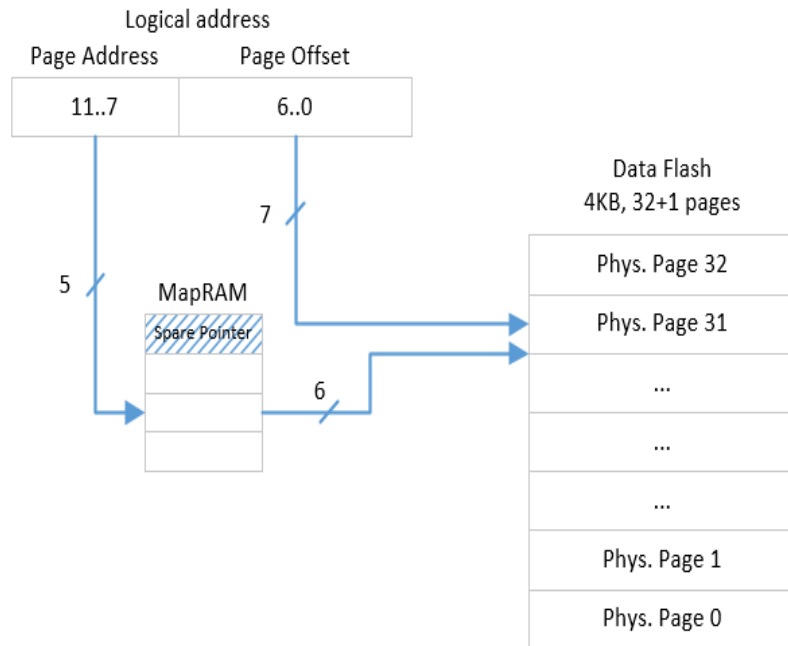 Logical address
Page Address
Page Offset
11..7
6..0
Data Flash
4KB, 32+1 pages
7
5
MapRAM
Spare Pointer
6
Phys. Page 32
Phys. Page 31
...
...
...
Phys. Page 1
Phys. Page 0